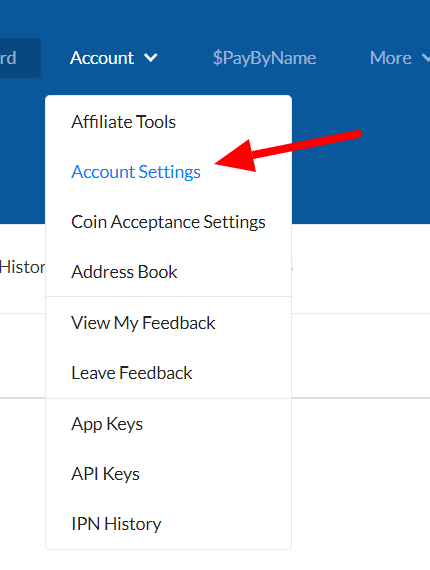 rd Account $PayByName More
Affiliate Tools
Account Settings
Coin Acceptance Settings
Histor Address Book
View My Feedback
Leave Feedback
App Keys
API Keys
IPN History